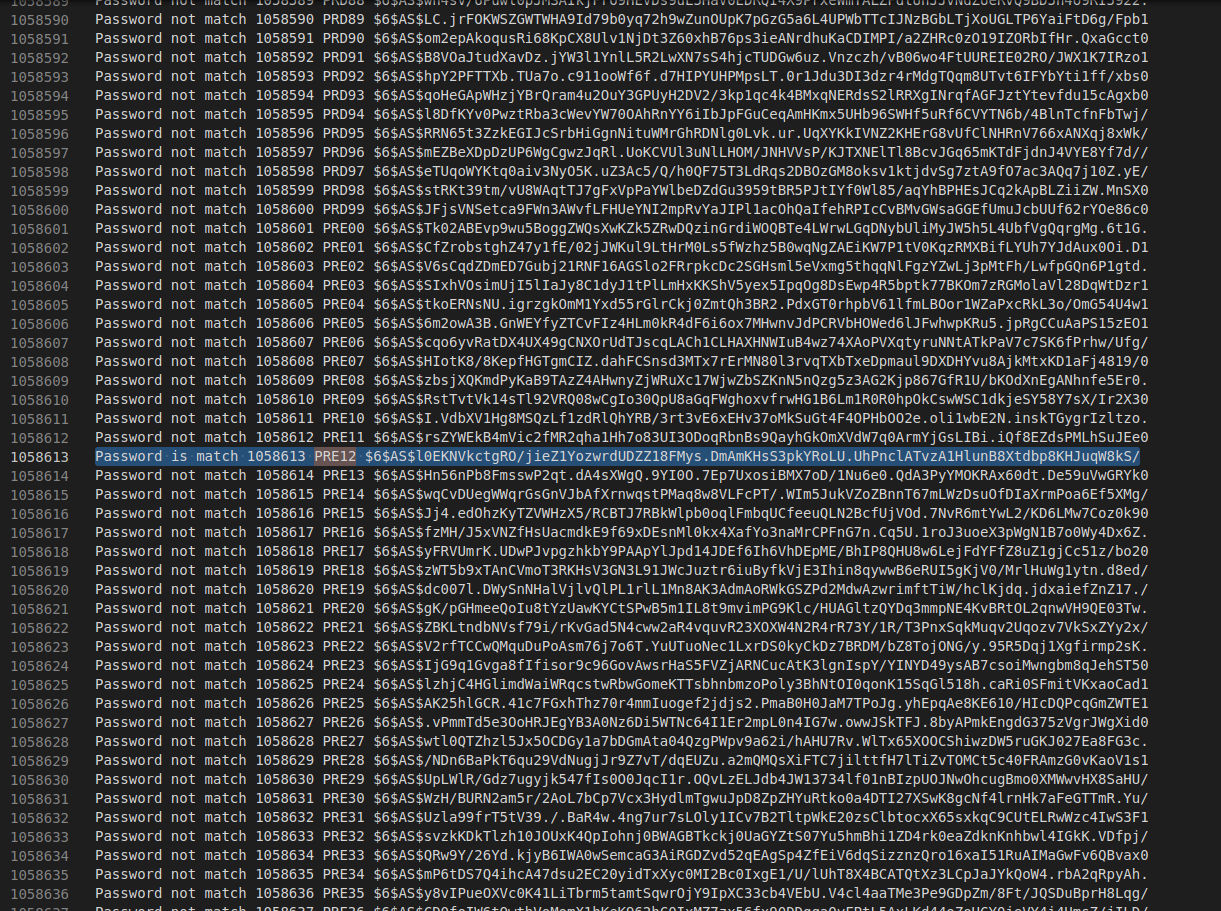 1058590 Password not match 1058590 PRD89 $6$AS$LC.jrFOKWSZGWTWHA9Id79b0yq72h9wZunOUpK7pGzG5a6L4UPWbTTcIJNzBGbLTjXoUGLTP6YaiFtD6g/Fpb1
1058591 Password not match 1058591 PRD90 $6$AS$om2epAkoqusRi68KpCX8Ulv1NjDt3Z60xhB76ps3ieANrdhuKaCDIMPI/a2ZHRc0zO19IZORbIfHr.QxaGcct0
1058592 Password not match 1058592 PRD91 $6$AS$B8VOaJtudXavDz.jYW3l1YnlL5R2LwXN7sS4hjcTUDGw6uz.Vnzczh/vB06wo4FtUUREIE02RO/JWX1K7IRzo1
1058593 Password not match 1058593 PRD92 $6$AS$hpY2PFTTXb.TUa7o.c911ooWf6f.d7HIPYUHPMpsLT.0r1Jdu3DI3dzr4rMdgTQqm8UTvt6IFYbYti1ff/xbs0
1058594 Password not match 1058594 PRD93 $6$AS$qoHeGApWHzjYBrQram4u2OuY3GPUyH2DV2/3kp1qc4k4BMxqNERdsS2lRRXgINrqfAGFJztYtevfdu15cAgxb0
1058595 Password not match 1058595 PRD94 $6$AS$l8DfKYv0PwztRba3cWevYW70OAhRnYY6iIbJpFGuCeqAmHKmx5UHb96SWHf5uRf6CVYTN6b/4BlnTcfnFbTwj/
1058596 Password not match 1058596 PRD95 $6$AS$RRN65t3ZzkEGIJcSrbHiGgnNituWMrGhRDNlg0Lvk.ur.UqXYKkIVNZ2KHErG8vUfClNHRnV766xANXqj8xWk/
1058597 Password not match 1058597 PRD96 $6$AS$mEZBeXDpDzUP6WgCgwzJqRl.UoKCVUl3uNlLHOM/JNHVVsP/KJTXNElTl8BcvJGq65mKTdFjdnJ4VYE8Yf7d//
1058598 Password not match 1058598 PRD97 $6$AS$eTUqoWYKtq0aiv3NyO5K.uZ3Ac5/Q/h0QF75T3LdRqs2DBOzGM8oksv1ktjdvSg7ztA9fO7ac3AQq7j10Z.yE/
1058599 Password not match 1058599 PRD98 $6$AS$stRKt39tm/vU8WAqtTJ7gFxVpPaYWlbeDZdGu3959tBR5PJtIYf0Wl85/aqYhBPHEsJCq2kApBLZiiZW.MnSX0
1058600 Password not match 1058600 PRD99 $6$AS$JFjsVNSetca9FWn3AWvfLFHUeYNI2mpRvYaJIPl1acOhQaIfehRPIcCvBMvGWsaGGEfUmuJcbUUf62rYOe86c0
1058601 Password not match 1058601 PRE00 $6$AS$Tk02ABEvp9wu5BoggZWQsXwKZk5ZRwDQzinGrdiWOQBTe4LWrwLGqDNybUliMyJW5h5L4UbfVgQqrgMg.6t1G.
1058602 Password not match 1058602 PRE01 $6$AS$CfZrobstghZ47y1fE/02jJWKul9LtHrM0Ls5fWzhz5B0wqNgZAEiKW7P1tV0KqzRMXBifLYUh7YJdAux0Oi.D1
1058603 Password not match 1058603 PRE02 $6$AS$V6sCqdZDmED7Gubj21RNF16AGSlo2FRrpkcDc2SGHsml5eVxmg5thqqNlFgzYZwLj3pMtFh/LwfpGQn6P1gtd.
1058604 Password not match 1058604 PRE03 $6$AS$SIxhVOsimUjI5lIaJy8C1dyJ1tPlLmHxKKShV5yex5IpqOg8DsEwp4R5bptk77BKOm7zRGMolaVl28DqWtDzr1
1058605 Password not match 1058605 PRE04 $6$AS$tkoERNsNU.igrzgkOmM1Yxd55rGlrCkj0ZmtQh3BR2.PdxGT0rhpbV61lfmLBOor1WZaPxcRkL3o/OmG54U4w1
1058606 Password not match 1058606 PRE05 $6$AS$6m2owA3B.GnWEYfyZTCvFIz4HLm0kR4dF6i6ox7MHwnvJdPCRVbHOWed6lJFwhwpKRu5.jpRgCCuAaPS15zEO1
1058607 Password not match 1058607 PRE06 $6$AS$cqo6yvRatDX4UX49gCNXOrUdTJscqLACh1CLHAXHNWIuB4wz74XAoPVXqtyruNNtATkPaV7c7SK6fPrhw/Ufg/
1058608 Password not match 1058608 PRE07 $6$AS$HIotK8/8KepfHGTgmCIZ.dahFCSnsd3MTx7rErMN80l3rvqTXbTxeDpmaul9DXDHYvu8AjkMtxKD1aFj4819/0
1058609 Password not match 1058609 PRE08 $6$AS$zbsjXQKmdPyKaB9TAzZ4AHwnyZjWRuXc17WjwZbSZKnN5nQzg5z3AG2Kjp867GfR1U/bKOdXnEgANhnfe5Er0.
1058610 Password not match 1058610 PRE09 $6$AS$RstTvtVk14sTl92VRQ08wCgIo30QpU8aGqFWghoxvfrwHG1B6Lm1R0R0hpOkCswWSC1dkjeSY58Y7sX/Ir2X30
1058611 Password not match 1058611 PRE10 $6$AS$I.VdbXV1Hg8MSQzLf1zdRlQhYRB/3rt3vE6xEHv37oMkSuGt4F4OPHbOO2e.oli1wbE2N.inskTGygrIzltzo.
1058612 Password not match 1058612 PRE11 $6$AS$rsZYWEkB4mVic2fMR2qha1Hh7o83UI3ODoqRbnBs9QayhGkOmXVdW7q0ArmYjGsLIBi.iQf8EZdsPMLhSuJEe0
1058613 Password is match 1058613 PRE12 $6$AS$l0EKNVkctgRO/jieZ1YozwrdUDZZ18FMys.DmAmKHsS3pkYRoLU.UhPnclATvzA1HlunB8Xtdbp8KHJuqW8kS/
1058614 Password not match 1058614 PRE13 $6$AS$Hn56nPb8FmsswP2qt.dA4sXWgQ.9YI0O.7Ep7UxosiBMX7oD/1Nu6e0.QdA3PyYMOKRAx60dt.De59uVwGRYk0
1058615 Password not match 1058615 PRE14 $6$AS$wqCvDUegWWqrGsGnVJbAfXrnwqstPMaq8w8VLFcPT/.WIm5JukVZoZBnnT67mLWzDsuOfDIaXrmPoa6Ef5XMg/
1058616 Password not match 1058616 PRE15 $6$AS$Jj4.edOhzKyTZVWHzX5/RCBTJ7RBkWlpb0oqlFmbqUCfeeuQLN2BcfUjVOd.7NvR6mtYwL2/KD6LMw7Coz0k90
1058617 Password not match 1058617 PRE16 $6$AS$fzMH/J5xVNZfHsUacmdkE9f69xDEsnMl0kx4XafYo3naMrCPFnG7n.Cq5U.1roJ3uoeX3pWgN1B7o0Wy4Dx6Z.
1058618 Password not match 1058618 PRE17 $6$AS$yFRVUmrK.UDwPJvpgzhkbY9PAApYlJpd14JDEf6Ih6VhDEpME/BhIP8QHU8w6LejFdYFfZ8uZ1gjCc51z/bo20
1058619 Password not match 1058619 PRE18 $6$AS$zWT5b9xTAnCVmoT3RKHsV3GN3L91JWcJuztr6iuByfkVjE3Ihin8qywwB6eRUI5gKjV0/MrlHuWg1ytn.d8ed/
1058620 Password not match 1058620 PRE19 $6$AS$dc007l.DWySnNHalVjlvQlPL1rlL1Mn8AK3AdmAoRWkGSZPd2MdwAzwrimftTiW/hclKjdq.jdxaiefZnZ17./
1058621 Password not match 1058621 PRE20 $6$AS$gK/pGHmeeQoIu8tYzUawKYCtSPwB5m1IL8t9mvimPG9Klc/HUAGltzQYDq3mmpNE4KvBRtOL2qnwVH9QE03Tw.
1058622 Password not match 1058622 PRE21 $6$AS$ZBKLtndbNVsf79i/rKvGad5N4cww2aR4vquvR23XOXW4N2R4rR73Y/1R/T3PnxSqkMuqv2Uqozv7VkSxZYy2x/
1058623 Password not match 1058623 PRE22 $6$AS$V2rfTCCwQMquDuPoAsm76j7o6T.YuUTuoNec1LxrDS0kyCkDz7BRDM/bZ8TojONG/y.95R5Dqj1Xgfirmp2sK.
1058624 Password not match 1058624 PRE23 $6$AS$IjG9q1Gvga8fIfisor9c96GovAwsrHaS5FVZjARNCucAtK3lgnIspY/YINYD49ysAB7csoiMwngbm8qJehST50
1058625 Password not match 1058625 PRE24 $6$AS$lzhjC4HGlimdWaiWRqcstwRbwGomeKTTsbhnbmzoPoly3BhNtOI0qonK15SqGl518h.caRi0SFmitVKxaoCad1
1058626 Password not match 1058626 PRE25 $6$AS$AK25hlGCR.41c7FGxhThz70r4mmIuogef2jdjs2.PmaB0H0JaM7TPoJg.yhEpqAe8KE610/HIcDQPcqGmZWTE1
1058627 Password not match 1058627 PRE26 $6$AS$.vPmmTd5e3OoHRJEgYB3A0Nz6Di5WTNc64I1Er2mpL0n4IG7w.owwJSkTFJ.8byAPmkEngdG375zVgrJWgXid0
1058628 Password not match 1058628 PRE27 $6$AS$wtl0QTZhzl5Jx5OCDGy1a7bDGmAta04QzgPWpv9a62i/hAHU7Rv.WlTx65XOOCShiwzDW5ruGKJ027Ea8FG3c.
1058629 Password not match 1058629 PRE28 $6$AS$/NDn6BaPkT6qu29VdNugjJr9Z7vT/dqEUZu.a2mQMQsXiFTC7jilttfH7lTiZvTOMCt5c40FRAmzG0vKaoV1s1
1058630 Password not match 1058630 PRE29 $6$AS$UpLWlR/Gdz7ugyjk547fIs0O0JqcI1r.OQvLzELJdb4JW13734lf01nBIzpUOJNwOhcugBmo0XMWwvHX8SaHU/
1058631 Password not match 1058631 PRE30 $6$AS$WzH/BURN2am5r/2AoL7bCp7Vcx3HydlmTgwuJpD8ZpZHYuRtko0a4DTI27XSwK8gcNf4lrnHk7aFeGTTmR.Yu/
1058632 Password not match 1058632 PRE31 $6$AS$Uzla99frT5tV39./.BaR4w.4ng7ur7sLOly1ICv7B2TltpWkE20zsClbtocxX65sxkqC9CUtELRwWzc4IwS3F1
1058633 Password not match 1058633 PRE32 $6$AS$svzkKDkTlzh10JOUxK4QpIohnj0BWAGBTkckj0UaGYZtS07Yu5hmBhi1ZD4rk0eaZdknKnhbwl4IGkK.VDfpj/
1058634 Password not match 1058634 PRE33 $6$AS$QRw9Y/26Yd.kjyB6IWA0wSemcaG3AiRGDZvd52qEAgSp4ZfEiV6dqSizznzQro16xaI51RuAIMaGwFv6QBvax0
1058635 Password not match 1058635 PRE34 $6$AS$mP6tDS7Q4ihcA47dsu2EC20yidTxXyc0MI2Bc0IxgE1/U/lUhT8X4BCATQtXz3LCpJaJYkQoW4.rbA2qRpyAh.
1058636 Password not match 1058636 PRE35 $6$AS$y8vIPueOXVc0K41LiTbrm5tamtSqwrOjY9IpXC33cb4VEbU.V4cl4aaTMe3Pe9GDpZm/8Ft/JQSDuBprH8Lqg/